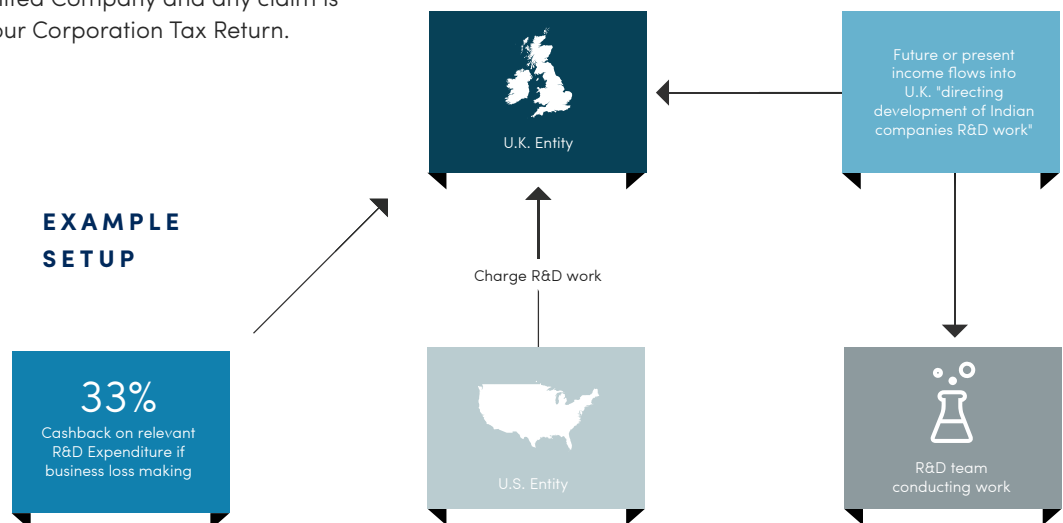 Company and any claim is
our Corporation Tax Return.
U.K. Entity
Future or present
income flows into
U.K. "directing
development of Indian
companies R&D work"
EXAMPLE
SETUP
Charge R&D work
33%
Cashback on relevant
R&D Expenditure if
business loss making
U.S. Entity
R&D team
conducting work